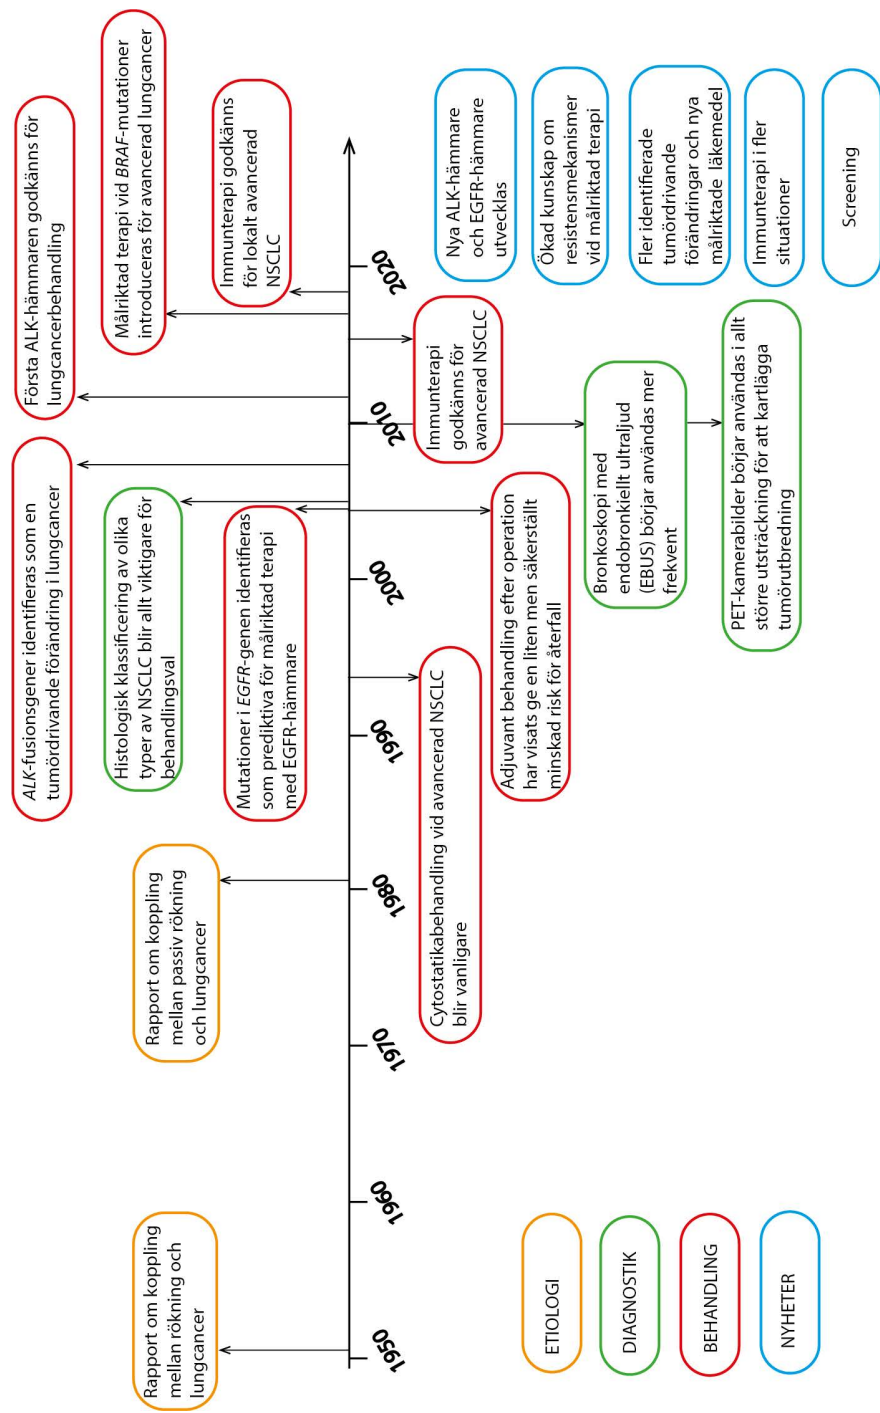 Rapport om koppling
mellan rökning och
lungcancer
Rapport om koppling
mellan passiv rökning
och lungcancer
ALK-fusionsgener identifieras som en
tumördrivande förändring i lungcancer
Histologisk klassificering av olika
typer av NSCLC blir allt viktigare för
behandlingsval
Mutationer i EGFR-genen identifieras
som prediktiva för målriktad terapi
med EGFR-hämmare
Första ALK-hämmaren godkänns för
lungcancerbehandling
Målriktad terapi vid BRAF-mutationer
introduceras för avancerad lungcancer
Immunterapi godkänns
för lokalt avancerad
NSCLC
1950
1960
1970
1980
1990
2000
2010
2020
Cytostatikabehandling vid avancerad NSCLC
blir vanligare
Adjuvant behandling efter operation
har visats ge en liten men säkerställt
minskad risk för återfall
Immunterapi
godkänns för
avancerad NSCLC
Bronkoskopi med
endobronkiellt ultraljud
(EBUS) börjar användas mer
frekvent
PET-kamerabilder börjar användas i allt
större utsträckning för att kartlägga
tumörutbredning
Nya ALK-hämmare
och EGFR-hämmare
utvecklas
Ökad kunskap om
resistensmekanismer
vid målriktad terapi
Fler identifierade
tumördrivande
förändringar och nya
målriktade läkemedel
Immunterapi i fler
situationer
Screening
ETIOLOGI
DIAGNOSTIK
BEHANDLING
NYHETER